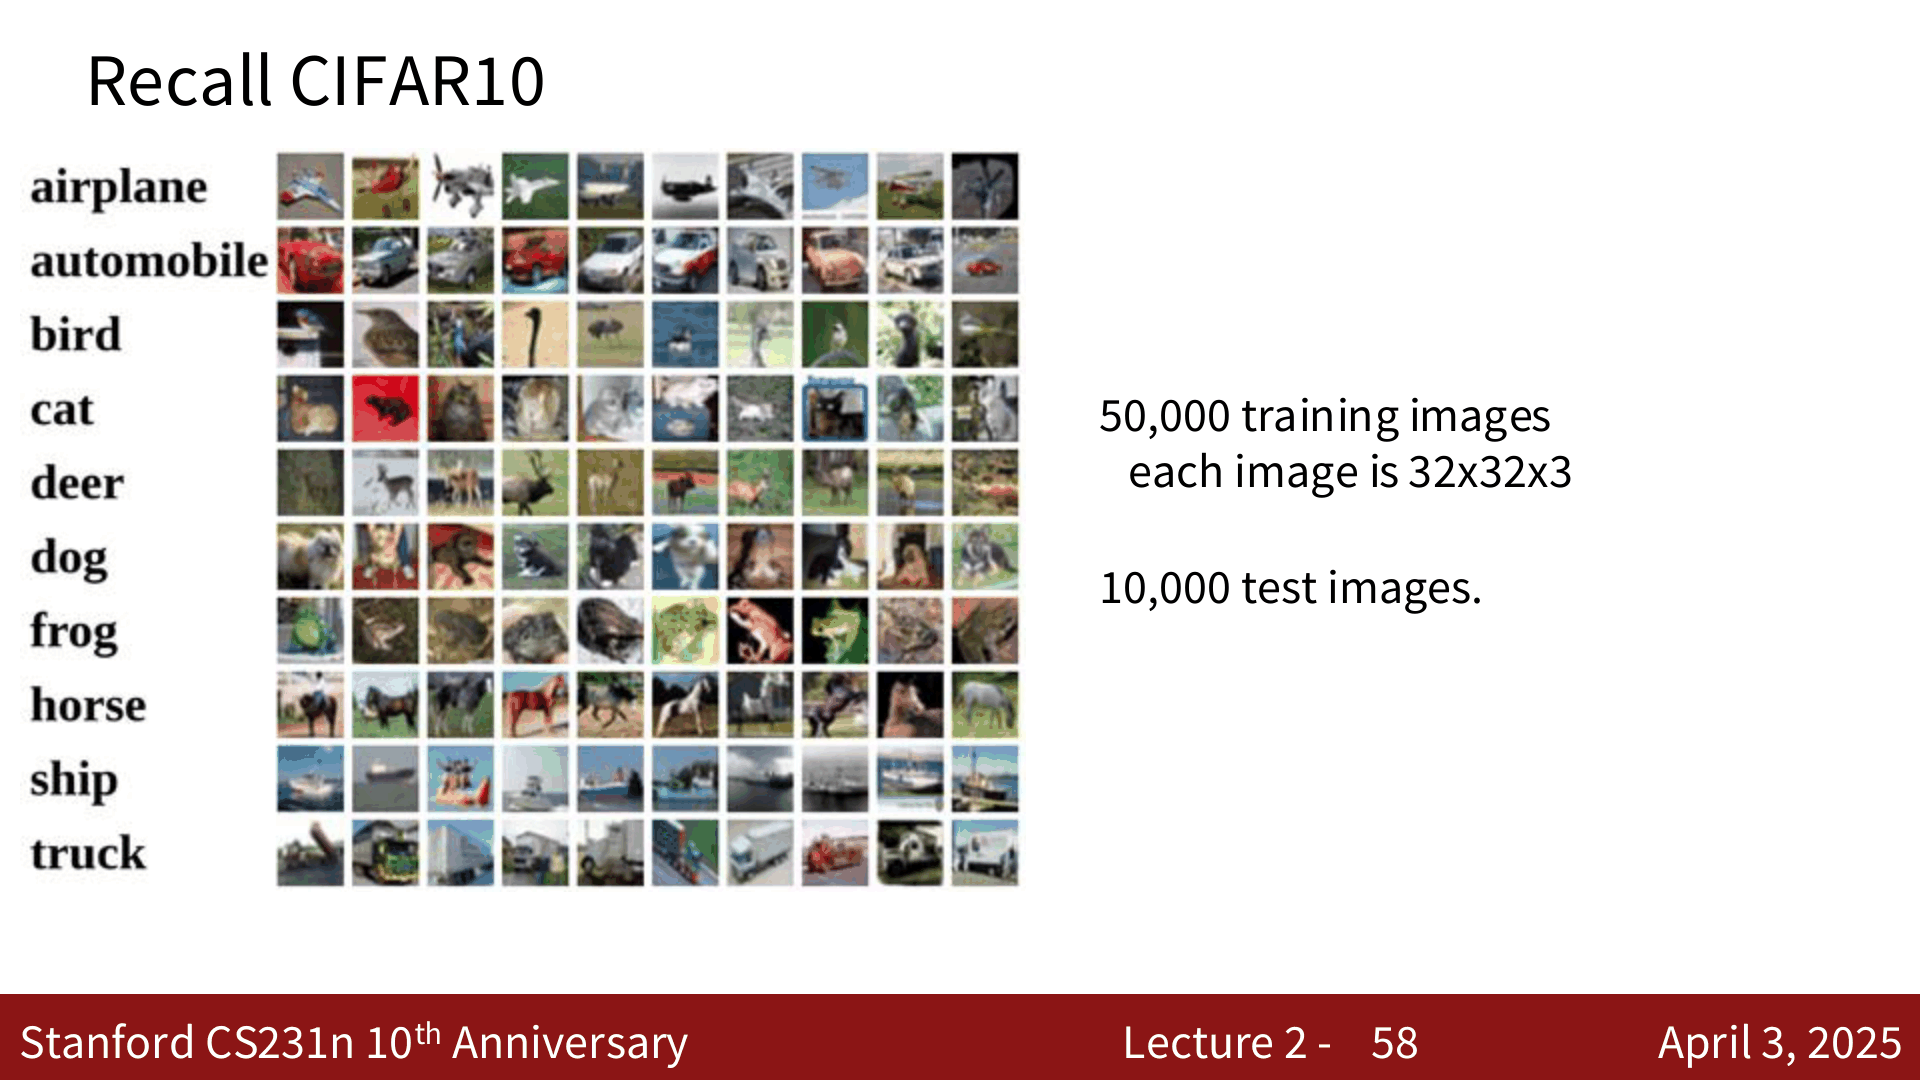 Recall CIFAR10
airplane
automobile
bird
cat
deer
dog
frog
horse
ship
truck
50,000 training images
each image is 32x32x3
10,000 test images.
Stanford CS231n 10th Anniversary
Lecture 2 - 58
April 3, 2025